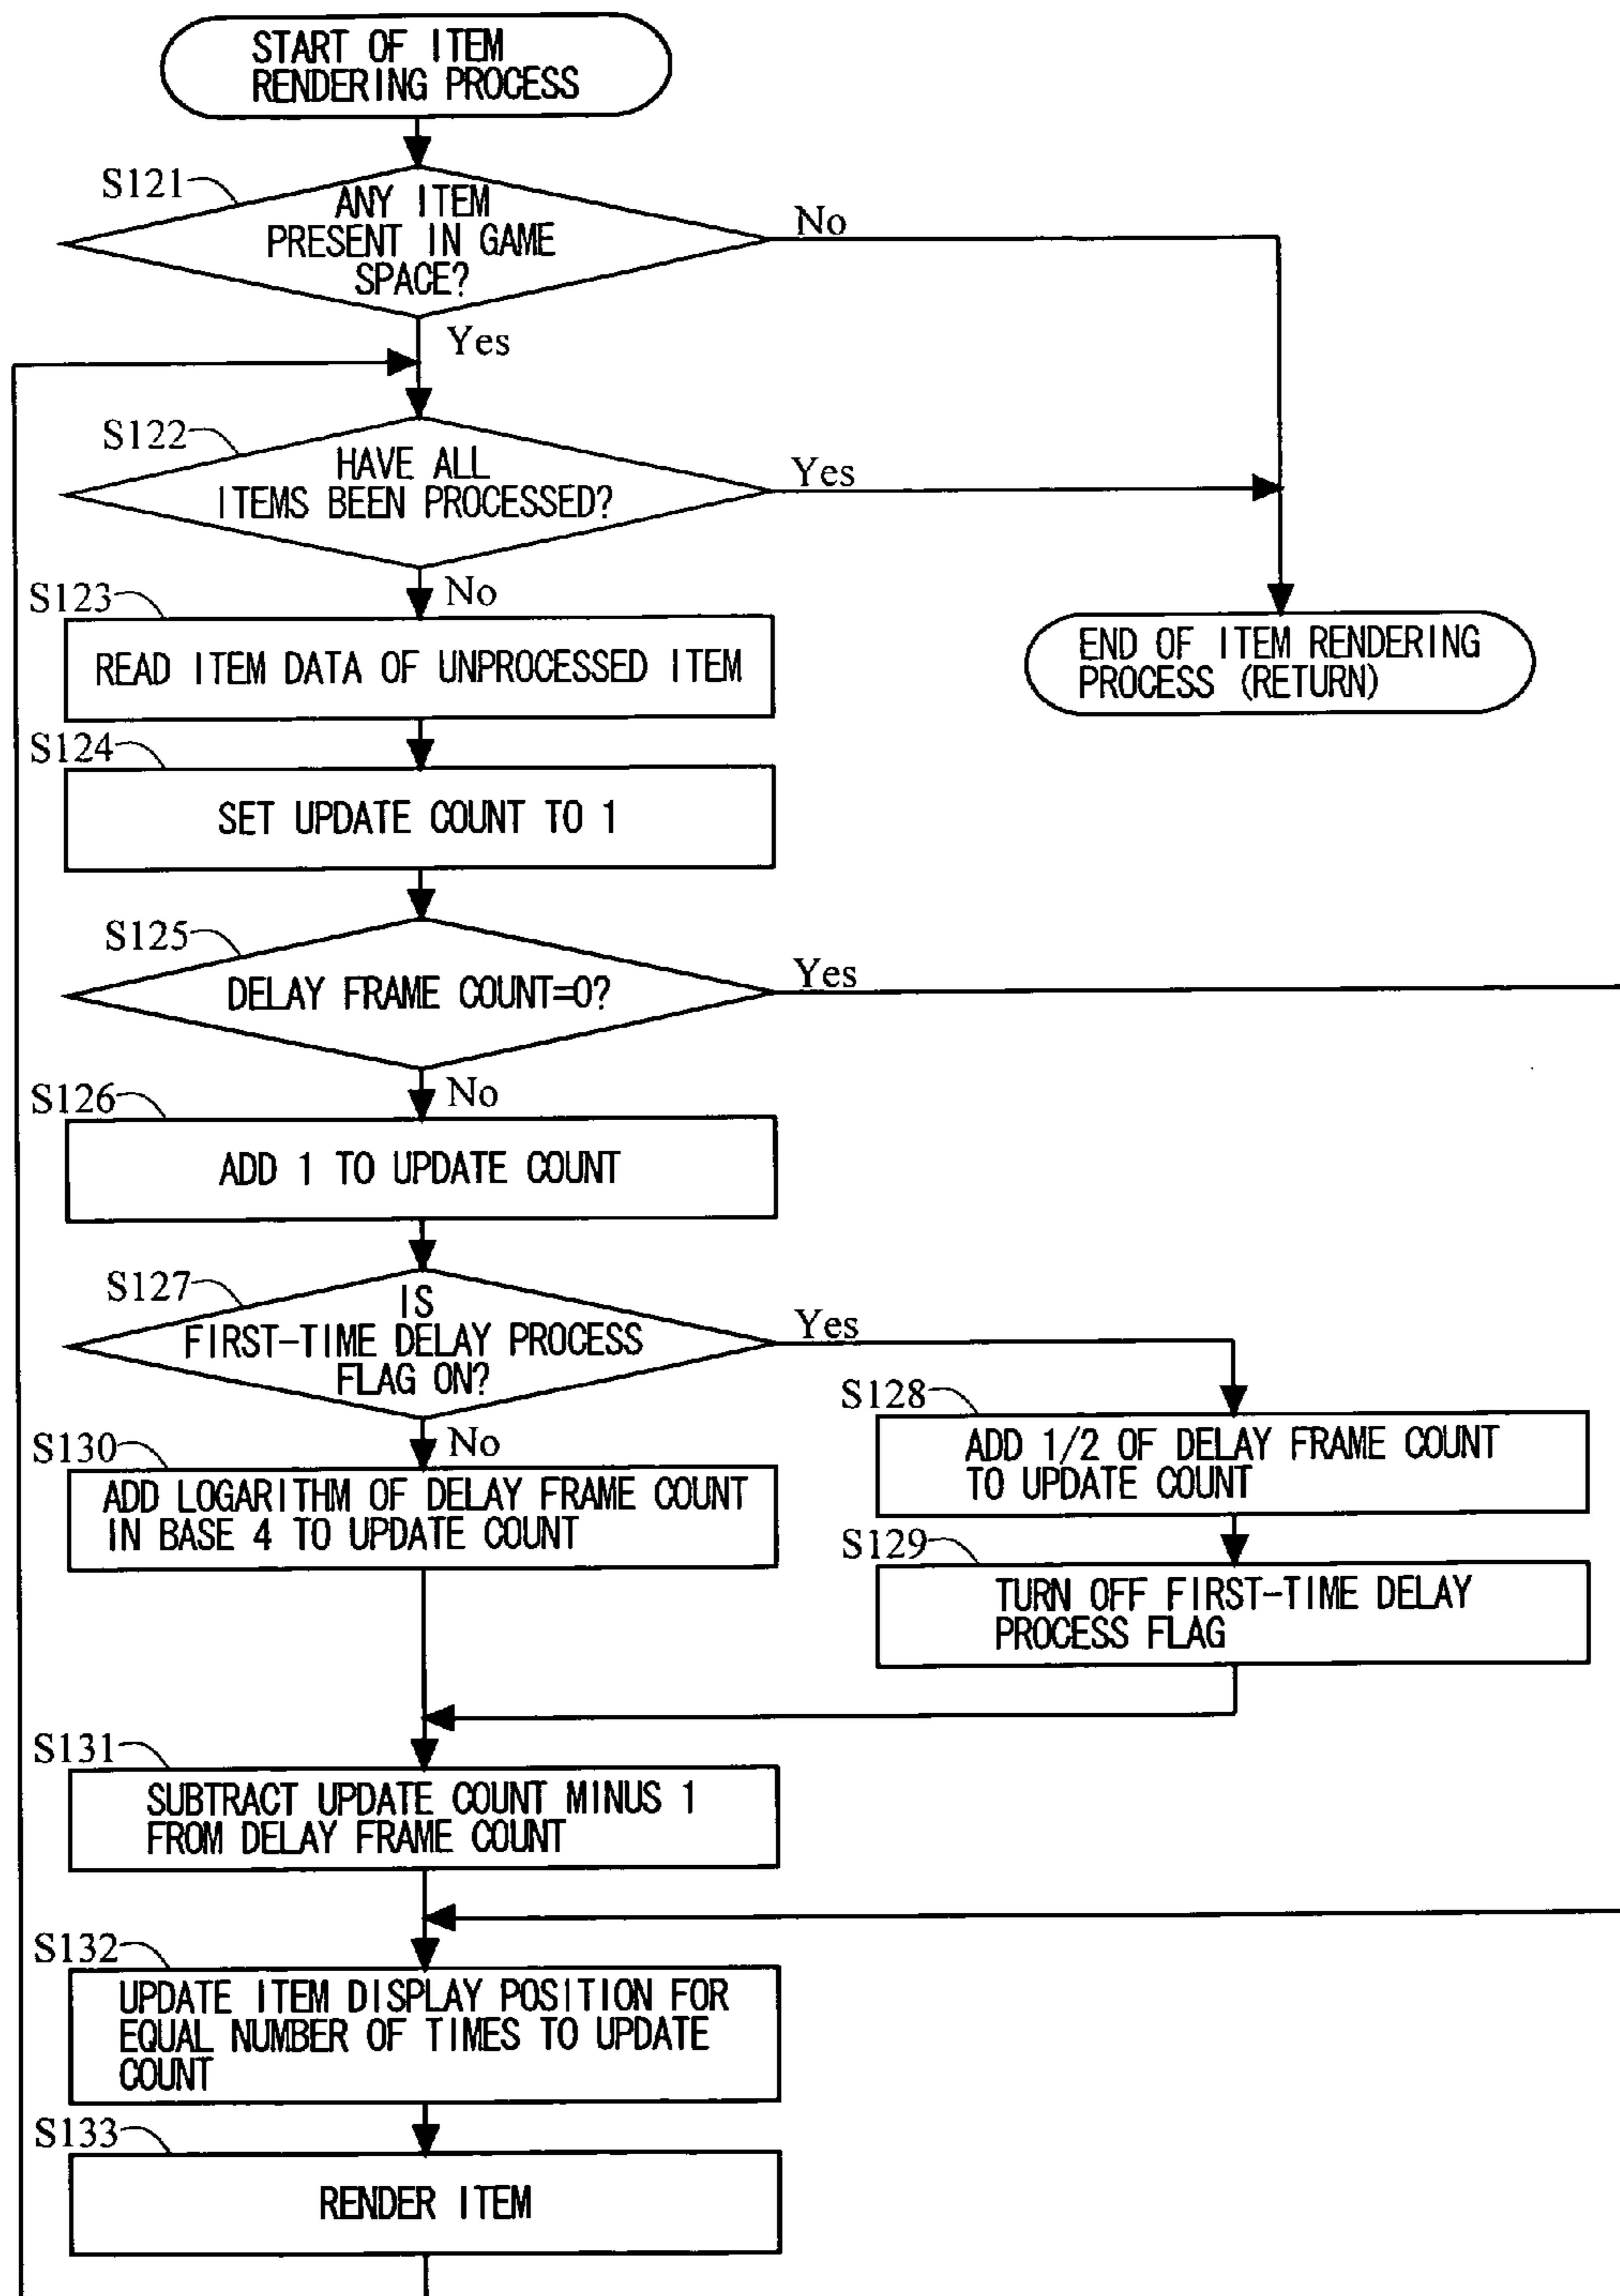 START OF ITEM
RENDERING PROCESS
S121
ANY ITEM
PRESENT IN GAME
SPACE?
No
Yes
S122
HAVE ALL
ITEMS BEEN PROCESSED?
Yes
No
S123
READ ITEM DATA OF UNPROCESSED ITEM
END OF ITEM RENDERING
PROCESS (RETURN)
S124
SET UPDATE COUNT TO 1
S125
DELAY FRAME COUNT=0?
Yes
No
S126
ADD 1 TO UPDATE COUNT
S127
IS
FIRST-TIME DELAY PROCESS
FLAG ON?
Yes
No
S128
ADD 1/2 OF DELAY FRAME COUNT
TO UPDATE COUNT
S130
ADD LOGARITHM OF DELAY FRAME COUNT
IN BASE 4 TO UPDATE COUNT
S129
TURN OFF FIRST-TIME DELAY
PROCESS FLAG
S131
SUBTRACT UPDATE COUNT MINUS 1
FROM DELAY FRAME COUNT
S132
UPDATE ITEM DISPLAY POSITION FOR
EQUAL NUMBER OF TIMES TO UPDATE
COUNT
S133
RENDER ITEM